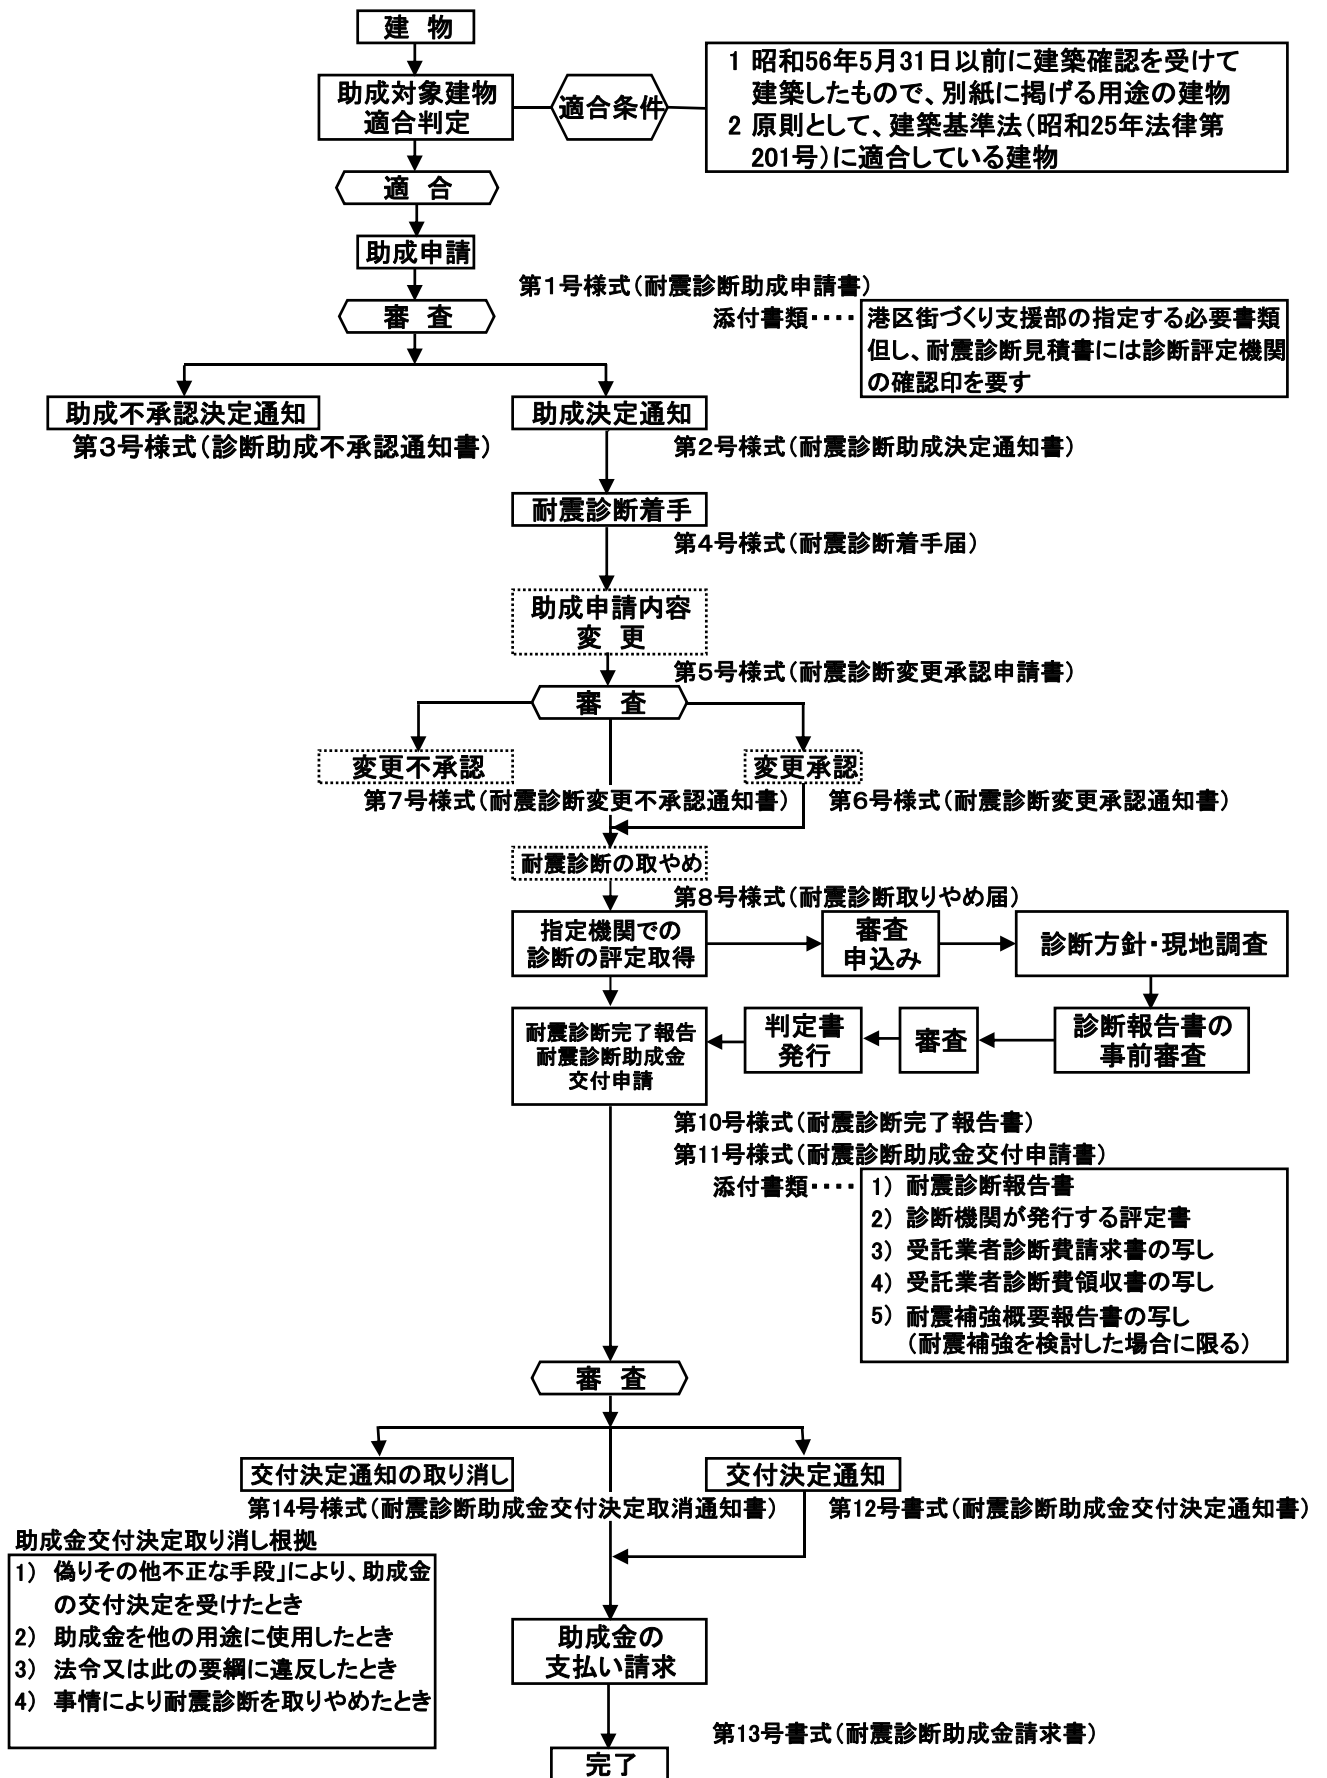 建 物
助成対象建物
適合判定
適合条件
1 昭和56年5月31日以前に建築確認を受けて
建築したもので、別紙に掲げる用途の建物
2 原則として、建築基準法(昭和25年法律第
201号)に適合している建物
適 合
助成申請
第1号様式(耐震診断助成申請書)
審 査
添付書類・・・・
港区街づくり支援部の指定する必要書類
但し、耐震診断見積書には診断評定機関
の確認印を要す
助成不承認決定通知
助成決定通知
第3号様式(診断助成不承認通知書)
第2号様式(耐震診断助成決定通知書)
耐震診断着手
第4号様式(耐震診断着手届)
助成申請内容
変 更
第5号様式(耐震診断変更承認申請書)
審 査
変更不承認
変更承認
第7号様式(耐震診断変更不承認通知書)
第6号様式(耐震診断変更承認通知書)
耐震診断の取やめ
第8号様式(耐震診断取りやめ届)
指定機関での
診断の評定取得
審査
申込み
診断方針・現地調査
耐震診断完了報告
耐震診断助成金
交付申請
判定書
発行
審査
診断報告書の
事前審査
第10号様式(耐震診断完了報告書)
第11号様式(耐震診断助成金交付申請書)
添付書類・・・・
1) 耐震診断報告書
2) 診断機関が発行する評定書
3) 受託業者診断費請求書の写し
4) 受託業者診断費領収書の写し
5) 耐震補強概要報告書の写し
(耐震補強を検討した場合に限る)
審 査
交付決定通知の取り消し
交付決定通知
第14号様式(耐震診断助成金交付決定取消通知書)
第12号書式(耐震診断助成金交付決定通知書)
助成金交付決定取り消し根拠
1) 偽りその他不正な手段」により、助成金
の交付決定を受けたとき
2) 助成金を他の用途に使用したとき
3) 法令又は此の要綱に違反したとき
4) 事情により耐震診断を取りやめたとき
助成金の
支払い請求
第13号書式(耐震診断助成金請求書)
完了